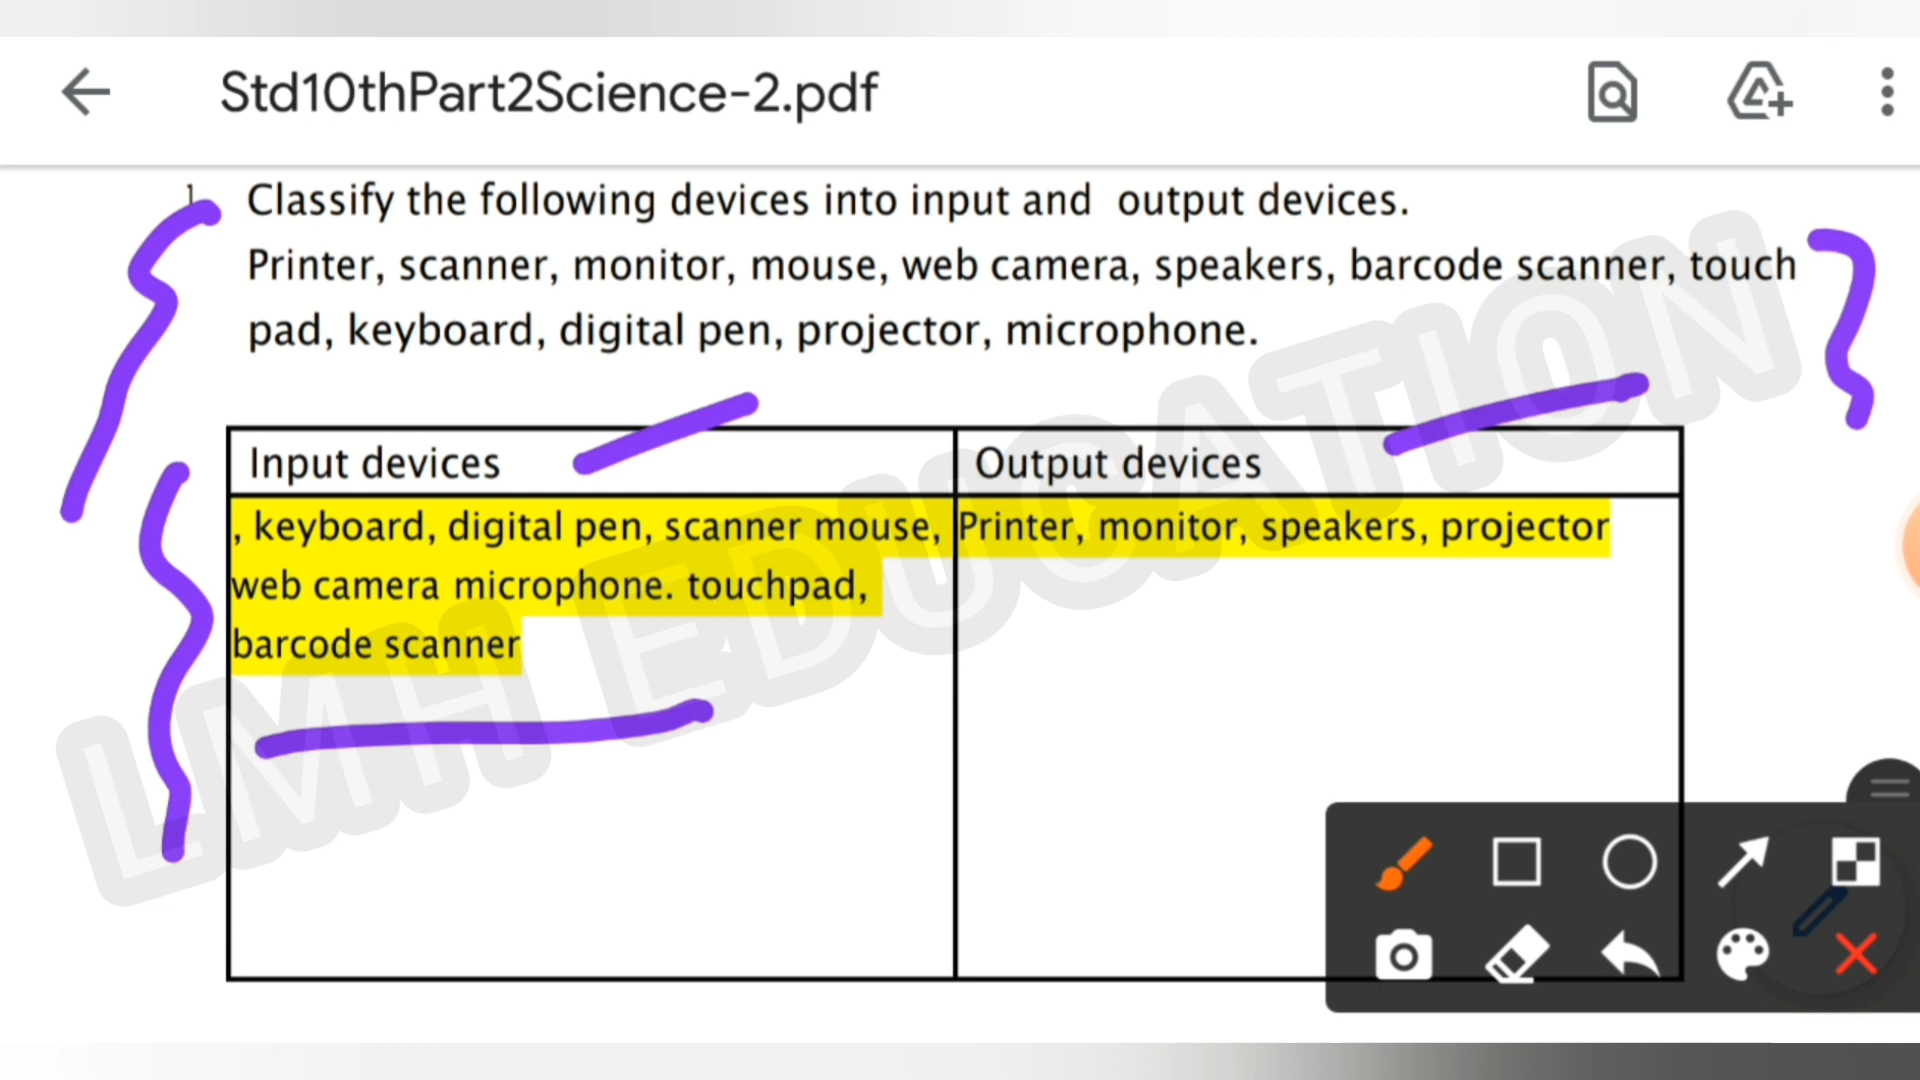 Std10thPart2Science-2.pdf
1 Classify the following devices into input and output devices.
Printer, scanner, monitor, mouse, web camera, speakers, barcode scanner, touch
pad, keyboard, digital pen, projector, microphone.
Input devices
Output devices
, keyboard, digital pen, scanner mouse,
web camera microphone. touchpad,
barcode scanner
Printer, monitor, speakers, projector
LMH EDUCATION